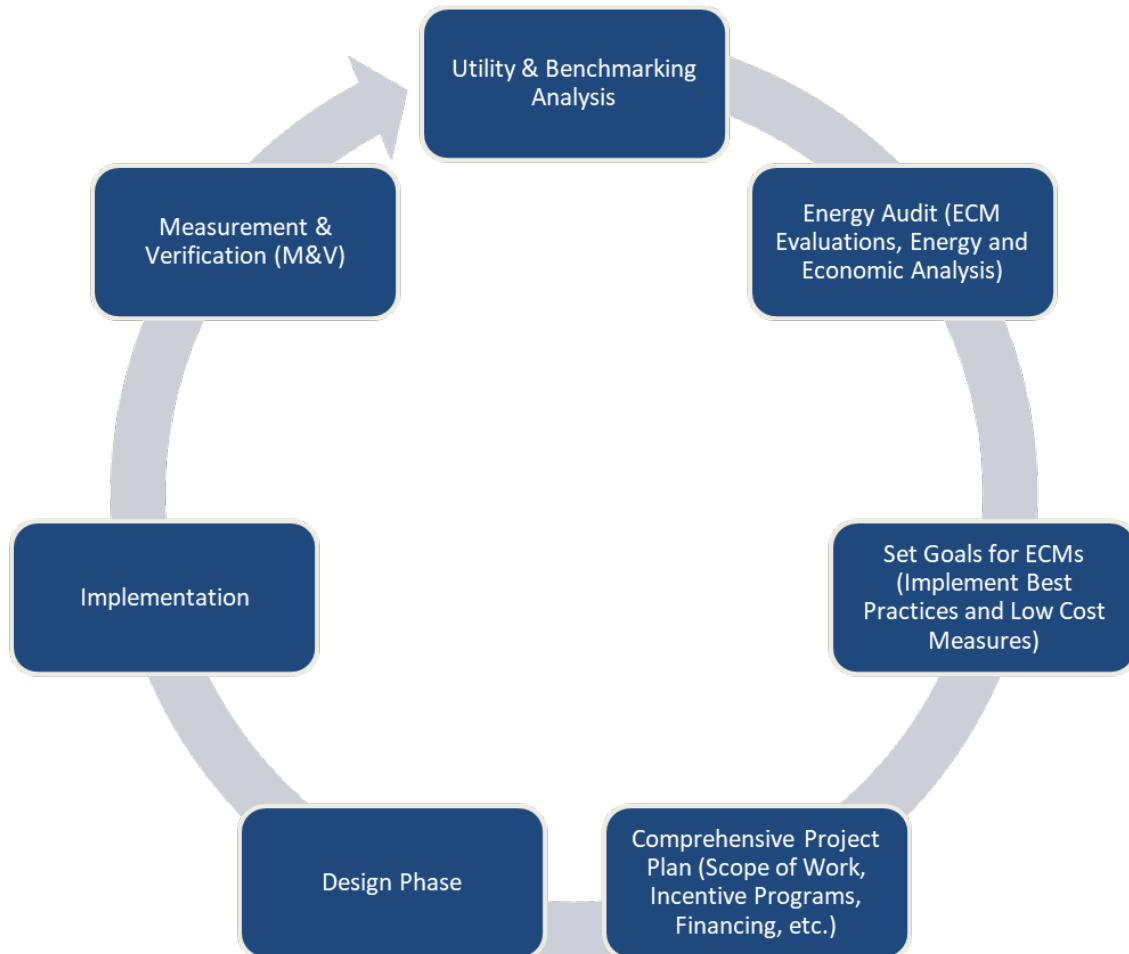 Utility & Benchmarking
Analysis
Energy Audit (ECM
Evaluations, Energy and
Economic Analysis)
Set Goals for ECMs
(Implement Best
Practices and Low Cost
Measures)
Comprehensive Project
Plan (Scope of Work,
Incentive Programs,
Financing, etc.)
Design Phase
Implementation
Measurement &
Verification (M&V)